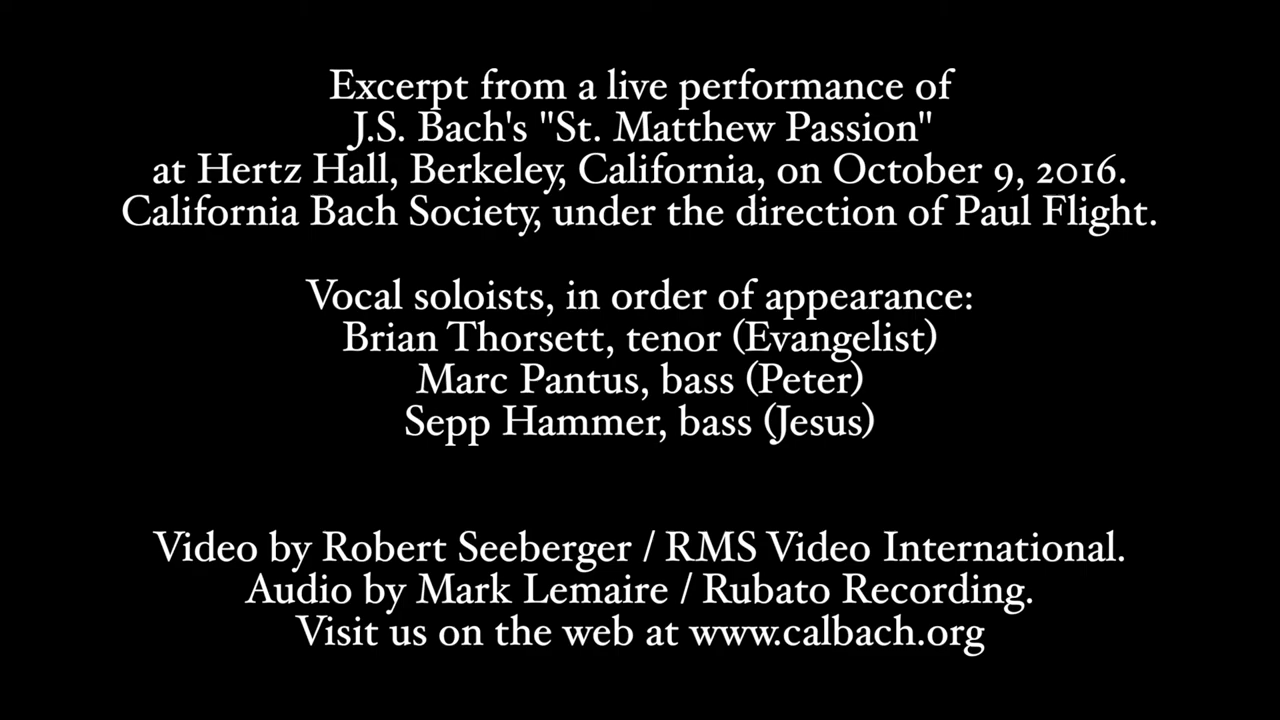 Excerpt from a live performance of
J.S. Bach's "St. Matthew Passion"
at Hertz Hall, Berkeley, California, on October 9, 2016.
California Bach Society, under the direction of Paul Flight.
Vocal soloists, in order of appearance:
Brian Thorsett, tenor (Evangelist)
Marc Pantus, bass (Peter)
Sepp Hammer, bass (Jesus)
Video by Robert Seeberger / RMS Video International.
Audio by Mark Lemaire / Rubato Recording.
Visit us on the web at www.calbach.org